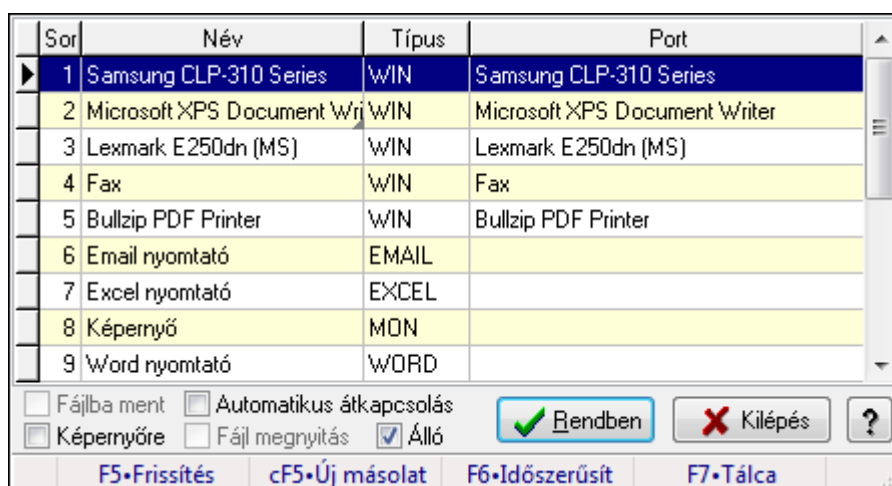 Sor Név Típus Port
1 Samsung CLP-310 Series WIN Samsung CLP-310 Series
2 Microsoft XPS Document Wri WIN Microsoft XPS Document Writer
3 Lexmark E250dn (MS) WIN Lexmark E250dn (MS)
4 Fax WIN Fax
5 Bullzip PDF Printer WIN Bullzip PDF Printer
6 Email nyomtató EMAIL
7 Excel nyomtató EXCEL
8 Képernyő MON
9 Word nyomtató WORD
Fájlba ment Automatikus átkapcsolás
Képernyőre Fájl megnyitás Álló Rendben Kilépés ?
F5•Frissítés cF5•Új másolat F6•Időszerűsít F7•Tálca